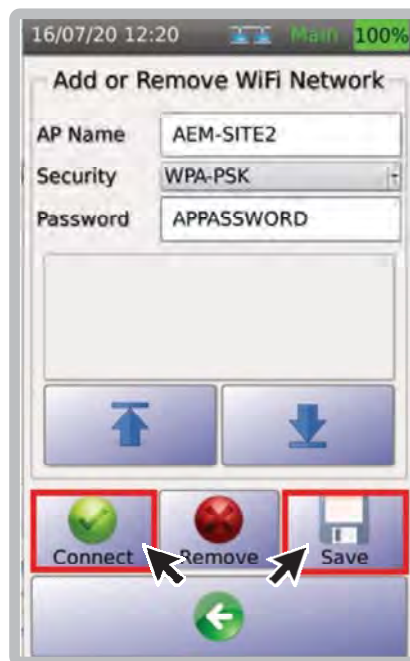 16/07/20 12:20 Main 100%
Add or Remove WiFi Network
AP Name AEM-SITE2
Security WPA-PSK
Password APPASSWORD
Connect Remove Save